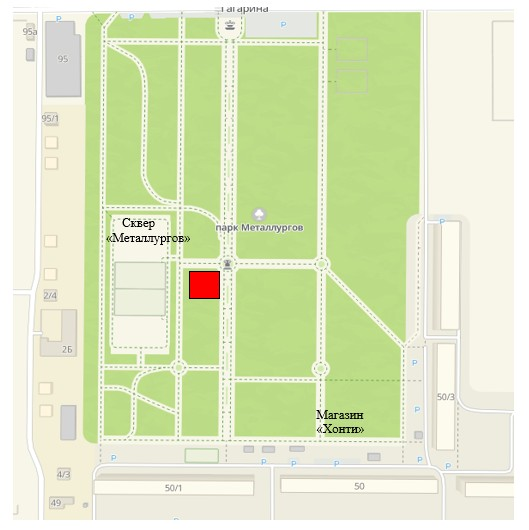 Гагарина
P
P
95а
95
P
95/1
Сквер
«Металлургов»
парк Металлургов
P
2/4
2Б
P
P
50/3
Магазин
«Хонти»
P
P
P
P
P
4/3
50/1
50
49